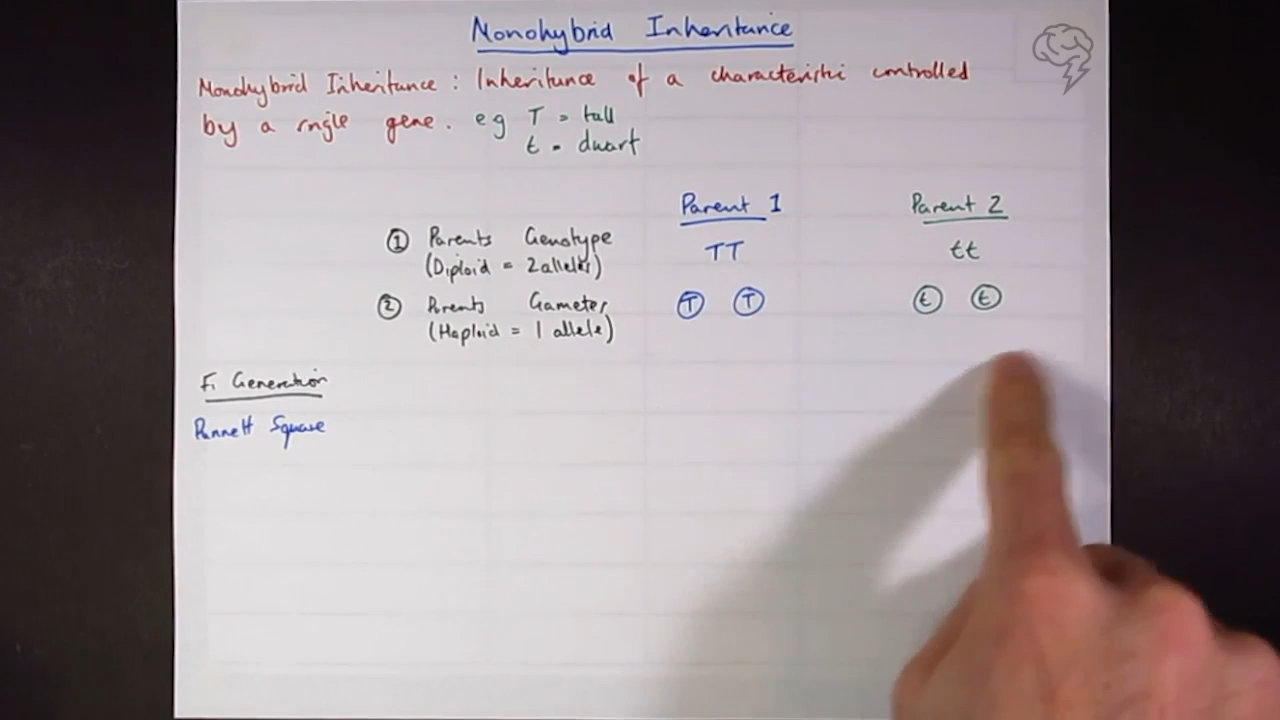 Monohybrid Inheritance
Monohybrid Inheritance : Inheritance of a characteristic controlled
by a single gene. eg T = tall
t = dwarf
Parent 1
Parent 2
① Parents Genotype
(Diploid = 2 alleles)
TT
tt
② Parents Gametes
(Haploid = 1 allele)
T T
t t
F1 Generation
Punnett Square